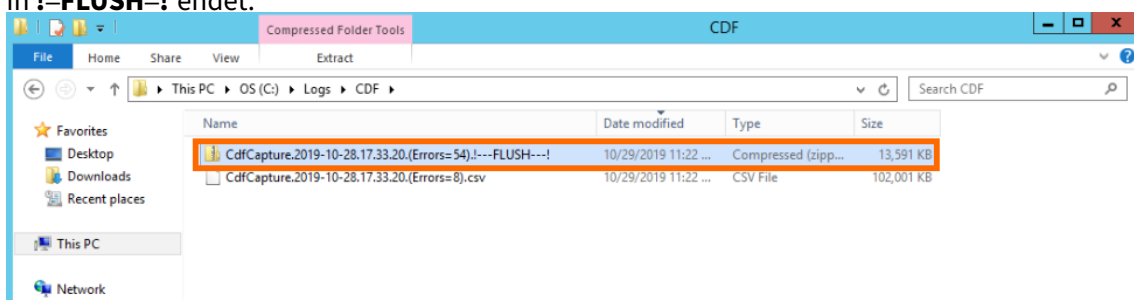 in !–FLUSH–! endet.
Compressed Folder Tools
CDF
File Home Share View Extract
This PC OS (C:) Logs CDF
Search CDF
Favorites
Name Date modified Type Size
Desktop
CdfCapture.2019-10-28.17.33.20.(Errors=54).!---FLUSH---! 10/29/2019 11:22 ... Compressed (zipp... 13,591 KB
Downloads
CdfCapture.2019-10-28.17.33.20.(Errors=8).csv 10/29/2019 11:22 ... CSV File 102,001 KB
Recent places
This PC
Network